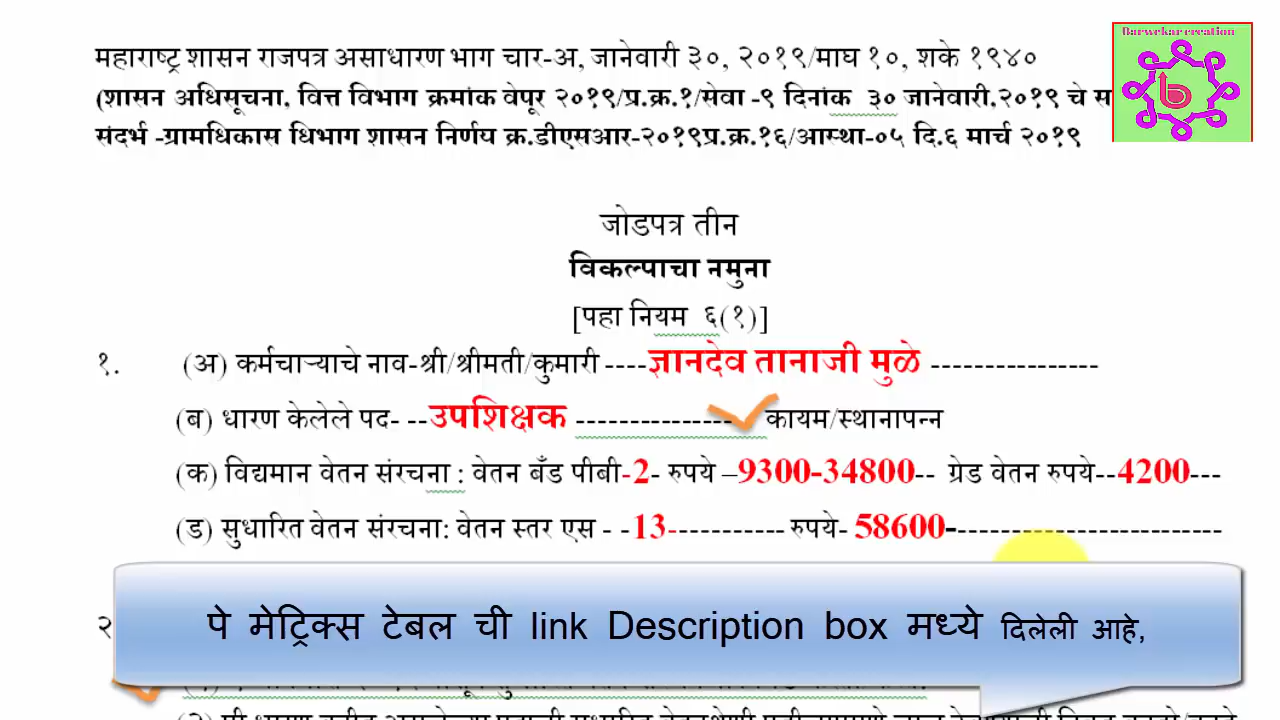 Barwekar creation
महाराष्ट्र शासन राजपत्र असाधारण भाग चार-अ, जानेवारी ३०, २०१९/माघ १०, शके १९४०
(शासन अधिसूचना, वित्त विभाग क्रमांक वेपूर २०१९/प्र.क्र.१/सेवा -९ दिनांक ३० जानेवारी,२०१९ चे
संदर्भ -ग्रामधिकास धिभाग शासन निर्णय क्र.डीएसआर-२०१९प्र.क्र.१६/आस्था-०५ दि.६ मार्च २०१९
जोडपत्र तीन
विकल्पाचा नमुना
[पहा नियम ६(१)]
१. (अ) कर्मचाऱ्याचे नाव-श्री/श्रीमती/कुमारी ----ज्ञानदेव तानाजी मुळे ----------------
(ब) धारण केलेले पद- --उपशिक्षक --------------- कायम/स्थानापन्न
(क) विद्यमान वेतन संरचना : वेतन बँड पीबी-2- रुपये –9300-34800-- ग्रेड वेतन रुपये--4200---
(ड) सुधारित वेतन संरचना: वेतन स्तर एस - -13----------- रुपये- 58600--------------------------
२
पे मेट्रिक्स टेबल ची link Description box मध्ये दिलेली आहे,